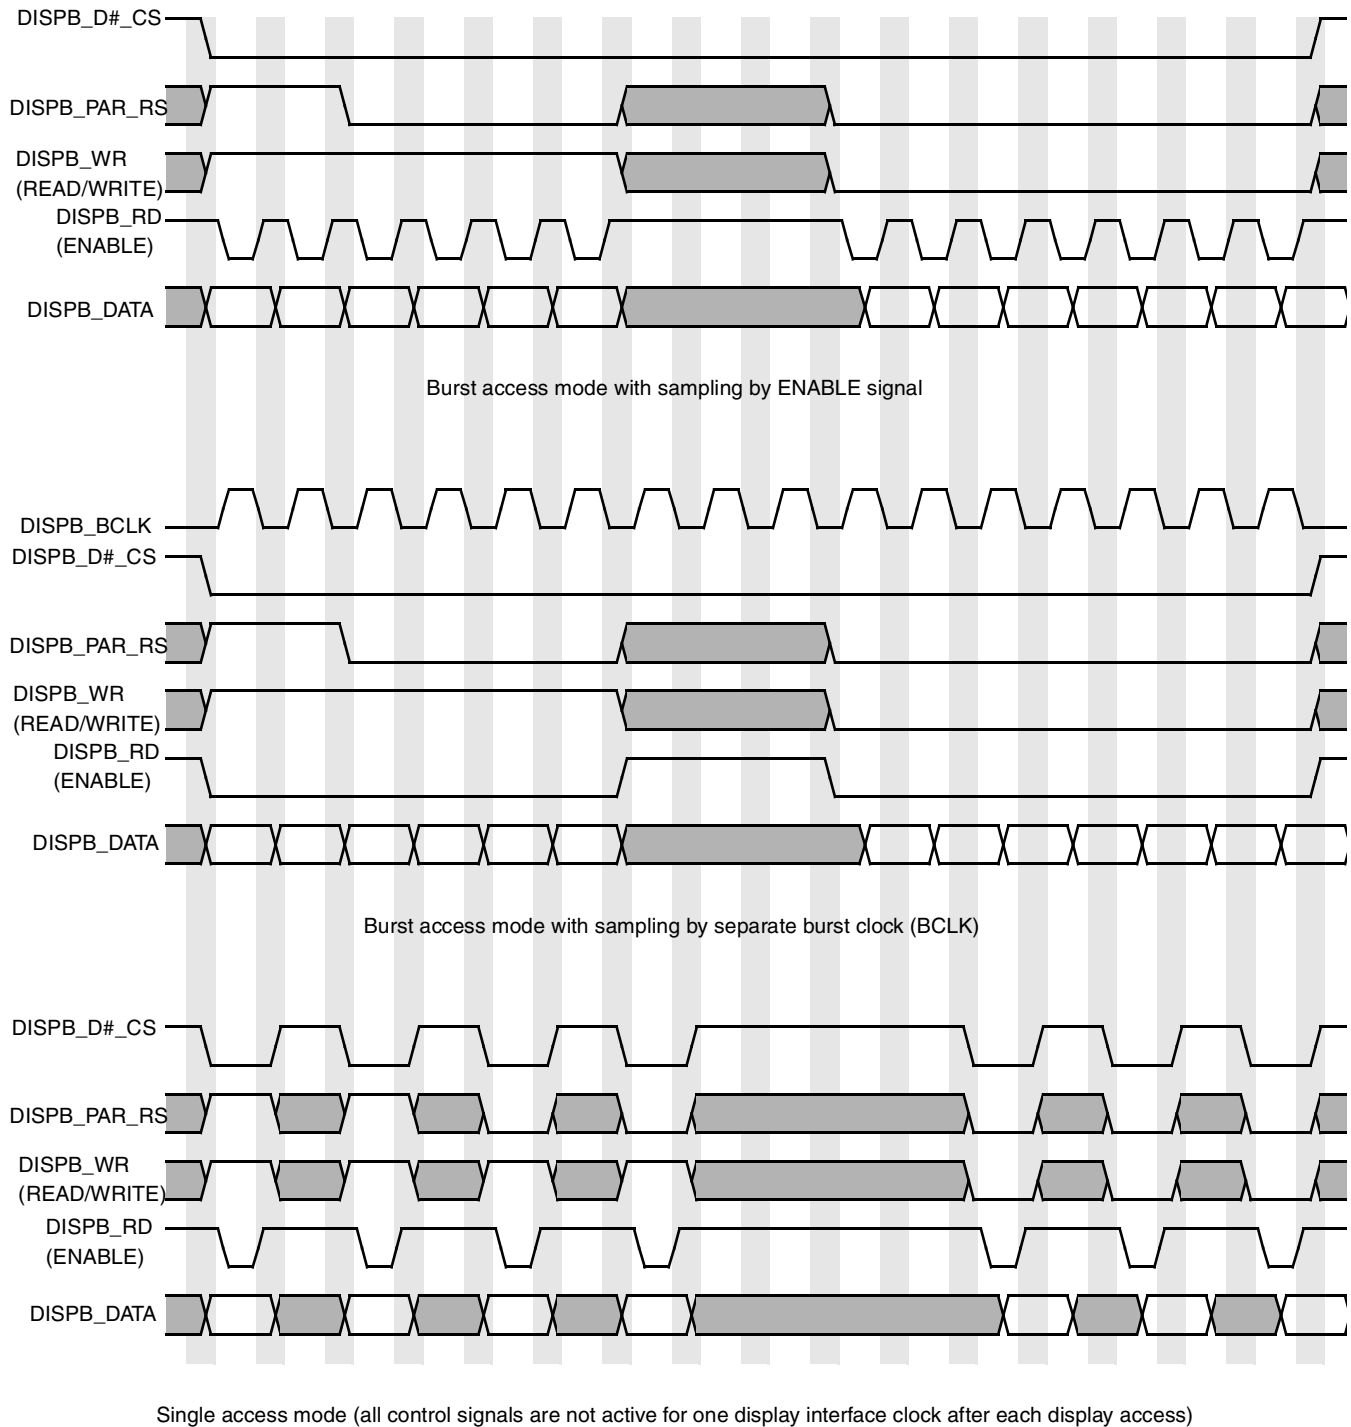 DISPB_D#_CS
DISPB_PAR_RS
DISPB_WR
(READ/WRITE)
DISPB_RD
(ENABLE)
DISPB_DATA
Burst access mode with sampling by ENABLE signal
DISPB_BCLK
DISPB_D#_CS
DISPB_PAR_RS
DISPB_WR
(READ/WRITE)
DISPB_RD
(ENABLE)
DISPB_DATA
Burst access mode with sampling by separate burst clock (BCLK)
DISPB_D#_CS
DISPB_PAR_RS
DISPB_WR
(READ/WRITE)
DISPB_RD
(ENABLE)
DISPB_DATA
Single access mode (all control signals are not active for one display interface clock after each display access)